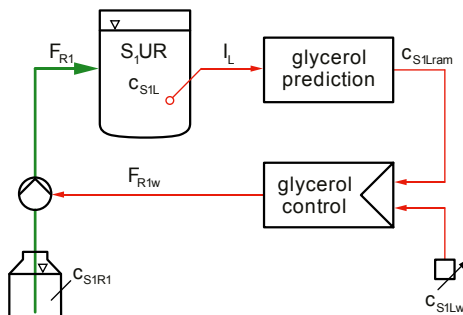 F_R1
S_1UR
c_S1L
I_L
glycerol
prediction
c_S1Lram
F_R1w
glycerol
control
c_S1R1
c_S1Lw